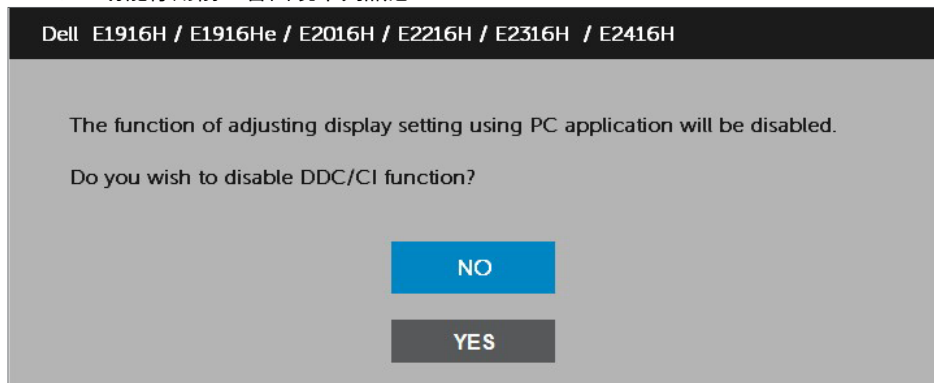 Dell E1916H / E1916He / E2016H / E2216H / E2316H / E2416H
The function of adjusting display setting using PC application will be disabled.
Do you wish to disable DDC/CI function?
NO
YES